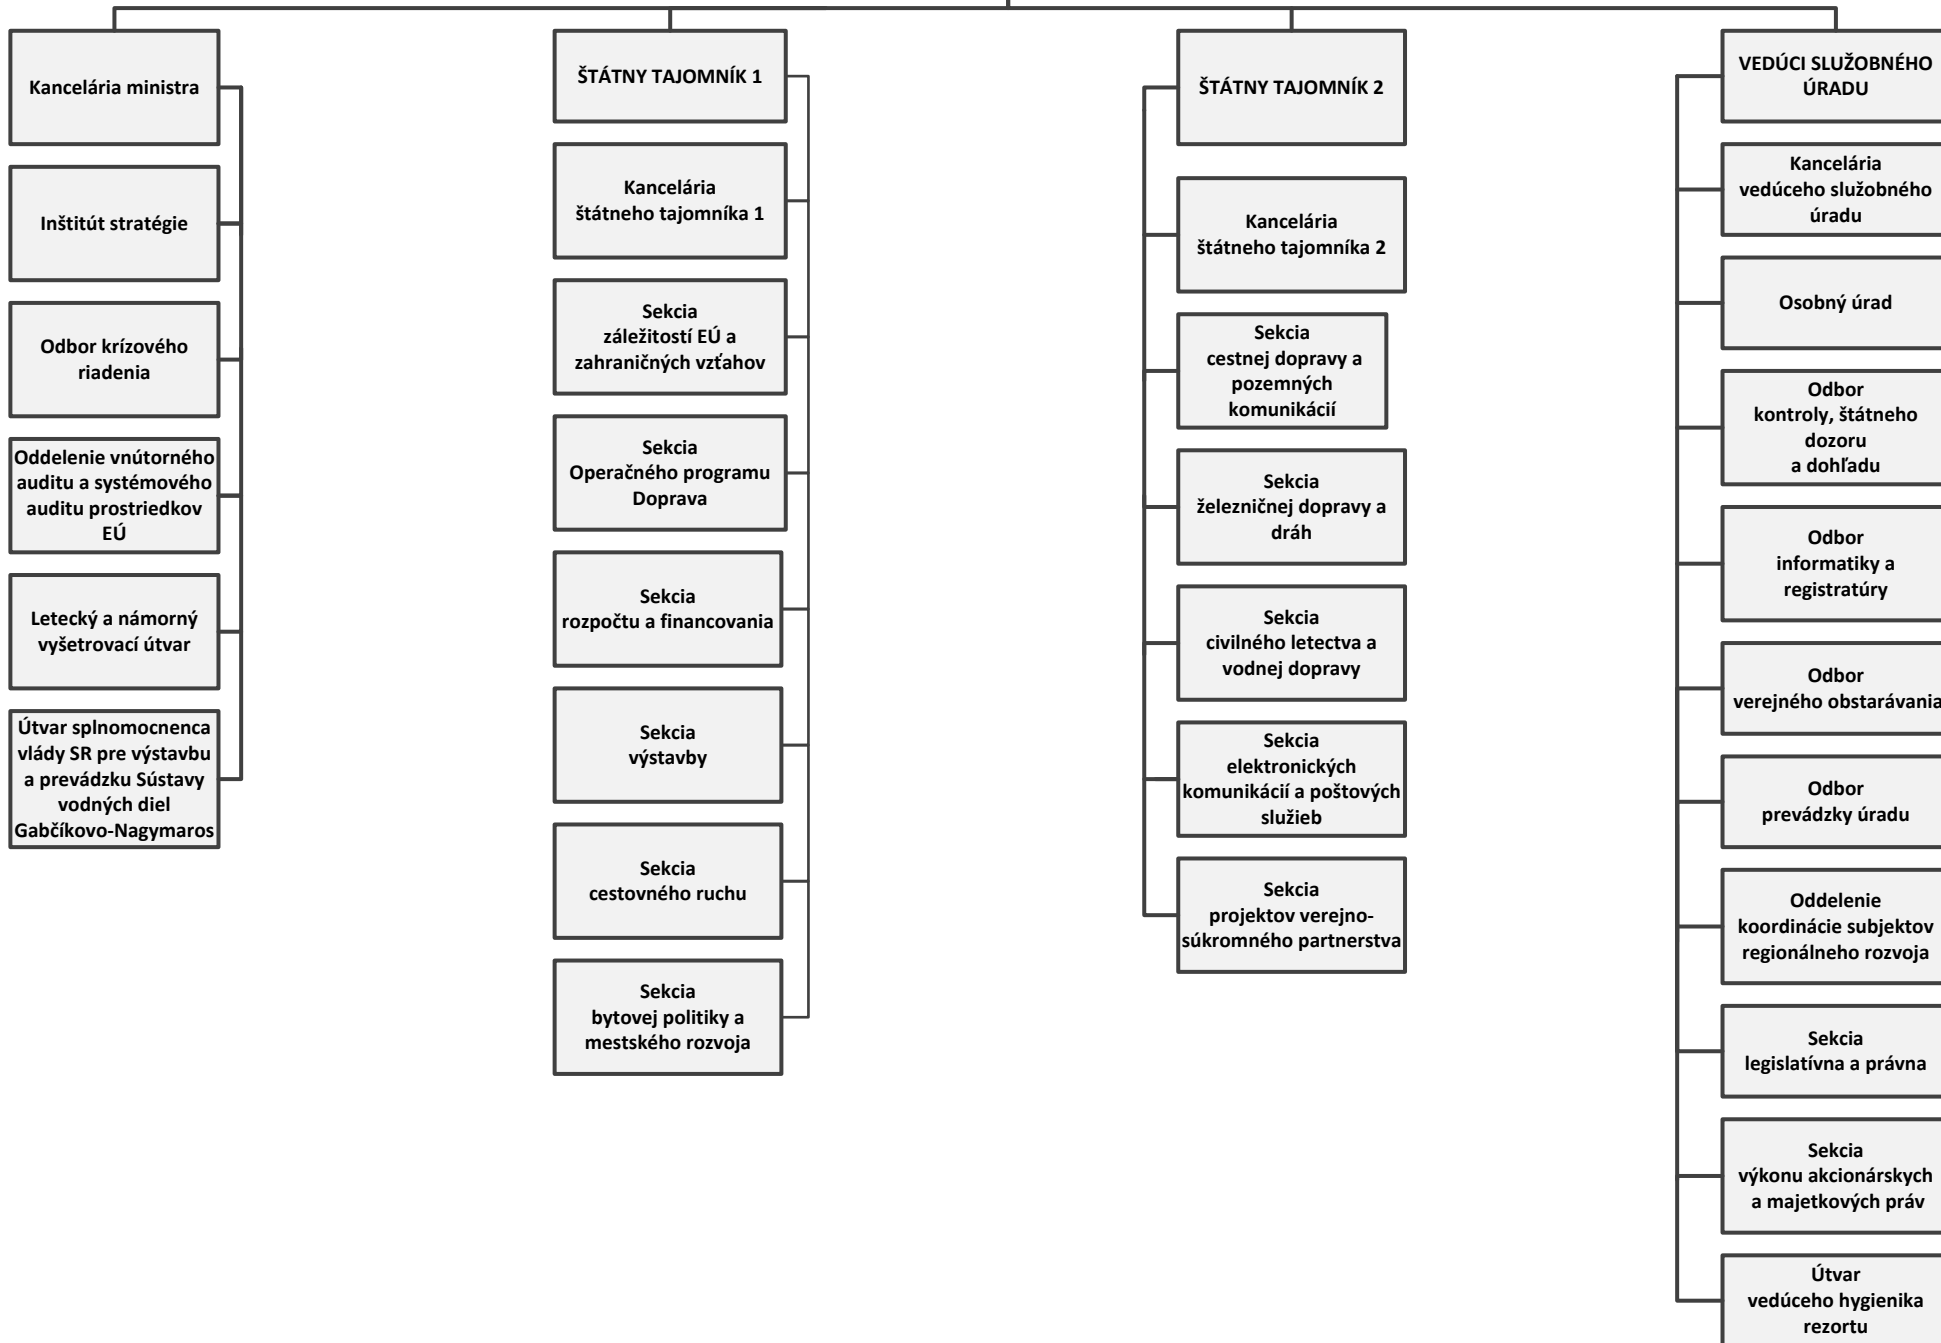 Kancelária ministra
Inštitút stratégie
Odbor krízového
riadenia
Oddelenie vnútorného
auditu a systémového
auditu prostriedkov
EÚ
Letecký a námorný
vyšetrovací útvar
Útvar splnomocnenca
vlády SR pre výstavbu
a prevádzku Sústavy
vodných diel
Gabčíkovo-Nagymaros
ŠTÁTNY TAJOMNÍK 1
Kancelária
štátneho tajomníka 1
Sekcia
záležitostí EÚ a
zahraničných vzťahov
Sekcia
Operačného programu
Doprava
Sekcia
rozpočtu a financovania
Sekcia
výstavby
Sekcia
cestovného ruchu
Sekcia
bytovej politiky a
mestského rozvoja
ŠTÁTNY TAJOMNÍK 2
Kancelária
štátneho tajomníka 2
Sekcia
cestnej dopravy a
pozemných
komunikácií
Sekcia
železničnej dopravy a
dráh
Sekcia
civilného letectva a
vodnej dopravy
Sekcia
elektronických
komunikácií a poštových
služieb
Sekcia
projektov verejno-
súkromného partnerstva
VEDÚCI SLUŽOBNÉHO
ÚRADU
Kancelária
vedúceho služobného
úradu
Osobný úrad
Odbor
kontroly, štátneho
dozoru
a dohľadu
Odbor
informatiky a
registratúry
Odbor
verejného obstarávania
Odbor
prevádzky úradu
Oddelenie
koordinácie subjektov
regionálneho rozvoja
Sekcia
legislatívna a právna
Sekcia
výkonu akcionárskych
a majetkových práv
Útvar
vedúceho hygienika
rezortu